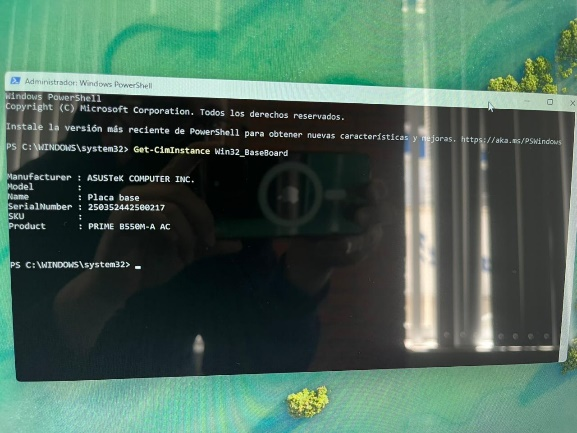 Administrador: Windows PowerShell
Windows PowerShell
Copyright (C) Microsoft Corporation. Todos los derechos reservados.
Instale la versión más reciente de PowerShell para obtener nuevas características y mejoras. https://aka.ms/PSWindows
PS C:\WINDOWS\system32> Get-CimInstance Win32_BaseBoard
Manufacturer : ASUSTeK COMPUTER INC.
Model        :
Name         : Placa base
SerialNumber : 250352442500217
SKU          :
Product      : PRIME B550M-A AC
PS C:\WINDOWS\system32>